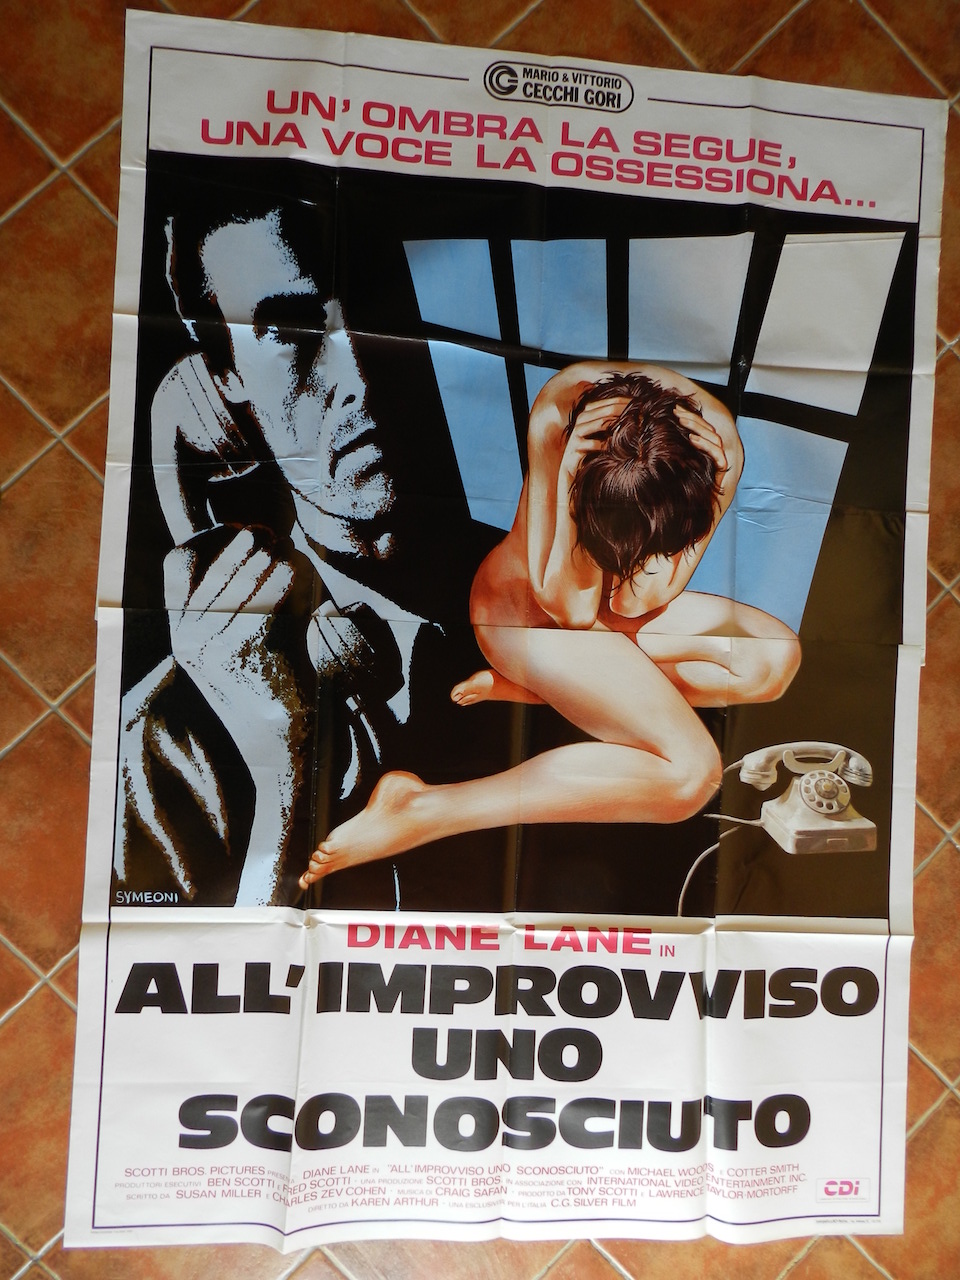 MARIO & VITTORIO
CECCHI GORI
UN'OMBRA LA SEGUE,
UNA VOCE LA OSSESSIONA...
SYMEONI
DIANE LANE IN
ALL'IMPROVVISO
UNO
SCONOSCIUTO
SCOTTI BROS. PICTURES DIANE LANE IN "ALL'IMPROVVISO UNO SCONOSCIUTO" CON MICHAEL WOODS E COTTER SMITH
PRODUTTORI ESECUTIVI BEN SCOTTI E FRED SCOTTI · UNA PRODUZIONE SCOTTI BROS. IN ASSOCIAZIONE CON INTERNATIONAL VIDEO ENTERTAINMENT INC.
SCRITTO DA SUSAN MILLER E CHARLES ZEV COHEN · MUSICA DI CRAIG SAFAN · PRODOTTO DA TONY SCOTTI E LAWRENCE TAYLOR-MORTORFF
DIRETTO DA KAREN ARTHUR · UNA ESCLUSIVITÀ PER L'ITALIA C.G. SILVER FILM
CDi